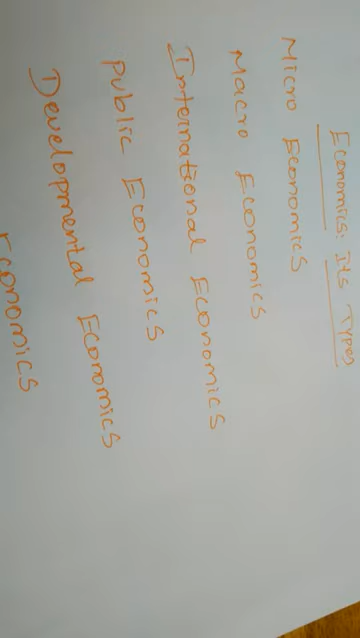 Economics: Its Types
Micro Economics
Macro Economics
International Economics
Public Economics
Developmental Economics
Economics